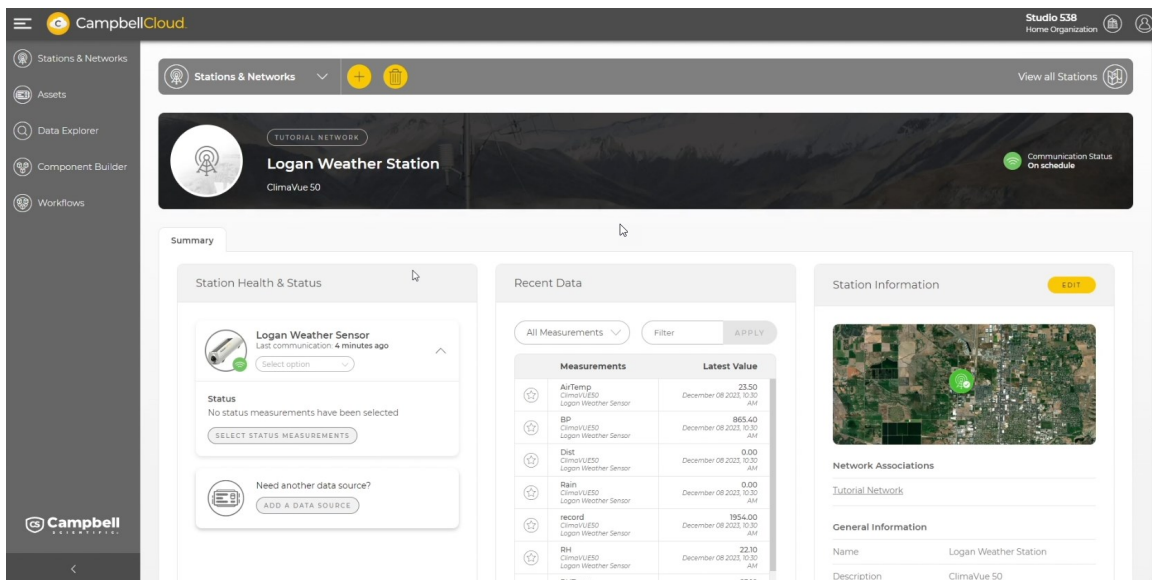 CampbellCloud.
Studio 538
Home Organization
Stations & Networks
Assets
Data Explorer
Component Builder
Workflows
Campbell
SCIENTIFIC.
Stations & Networks
View all Stations
TUTORIAL NETWORK
Logan Weather Station
ClimaVue 50
Communication Status
On schedule
Summary
Station Health & Status
Logan Weather Sensor
Last communication: 4 minutes ago
Select option
Status
No status measurements have been selected
SELECT STATUS MEASUREMENTS
Need another data source?
ADD A DATA SOURCE
Recent Data
All Measurements
Filter
APPLY
Measurements Latest Value
AirTemp 23.50
ClimaVUE50 December 08 2023, 10:30
Logan Weather Sensor AM
BP 865.40
ClimaVUE50 December 08 2023, 10:30
Logan Weather Sensor AM
Dist 0.00
ClimaVUE50 December 08 2023, 10:30
Logan Weather Sensor AM
Rain 0.00
ClimaVUE50 December 08 2023, 10:30
Logan Weather Sensor AM
record 1954.00
ClimaVUE50 December 08 2023, 10:30
Logan Weather Sensor AM
RH 22.10
ClimaVUE50 December 08 2023, 10:30
Logan Weather Sensor AM
Station Information
EDIT
Network Associations
Tutorial Network
General Information
Name Logan Weather Station
Description ClimaVue 50